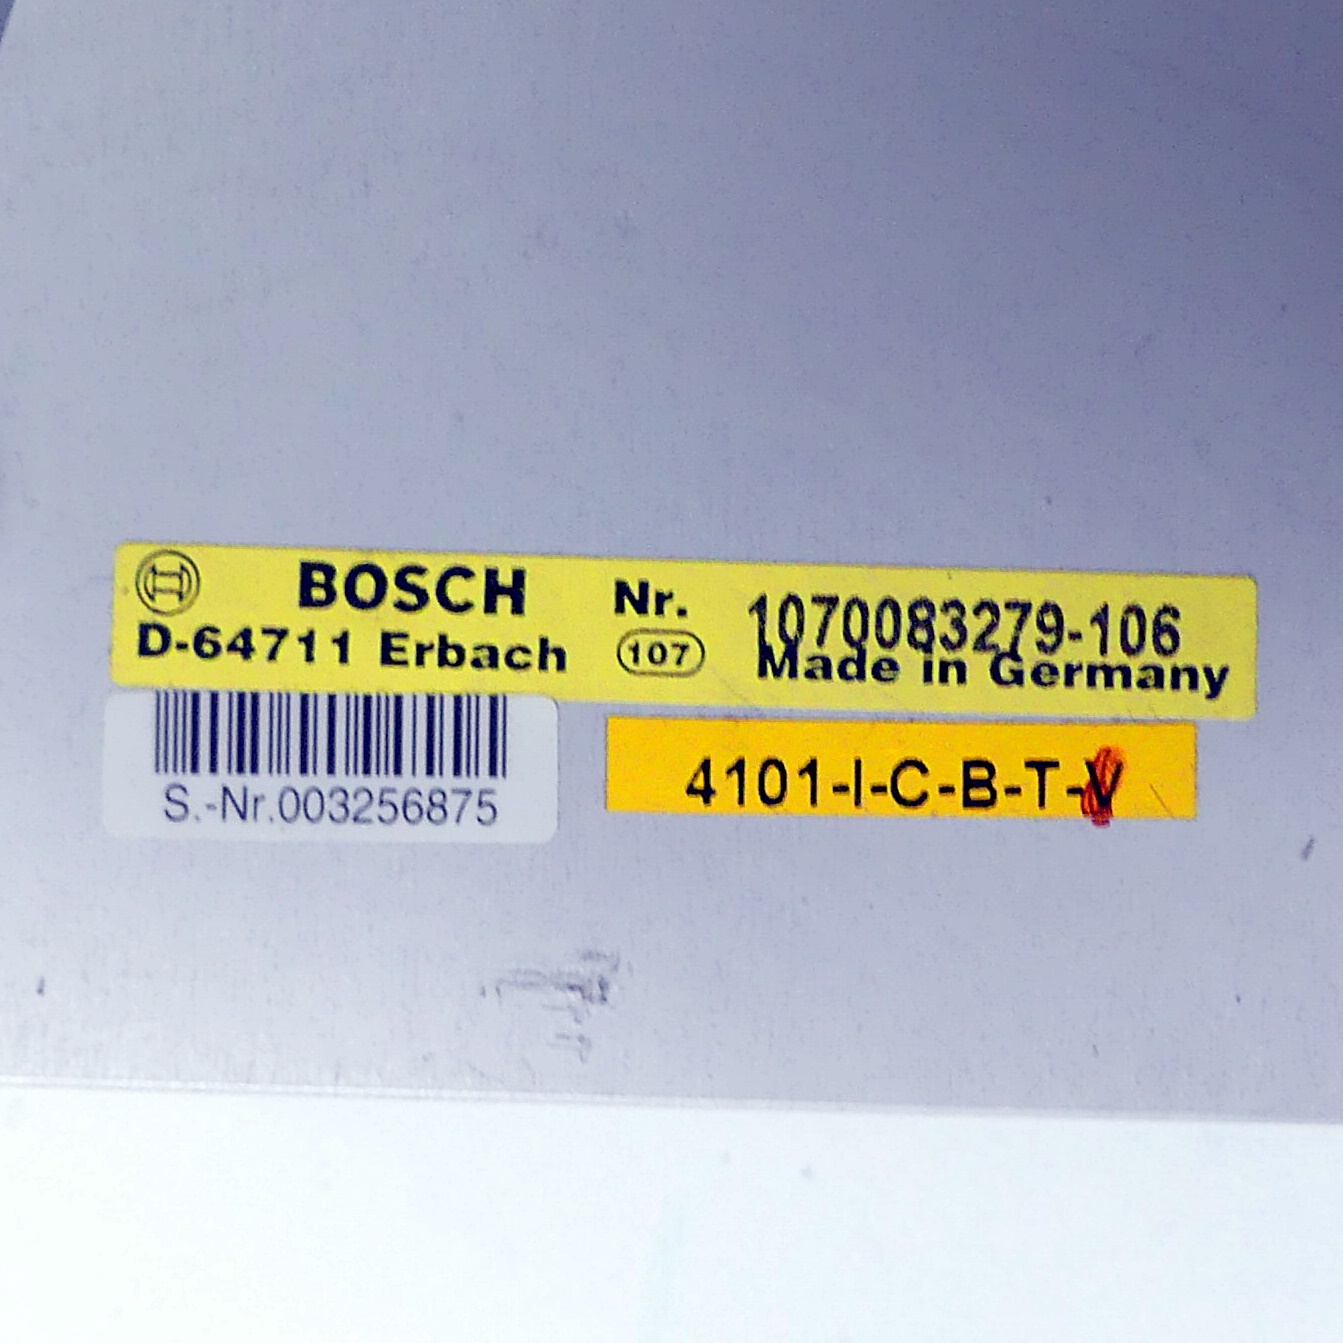 BOSCH Nr. 1070083279-106
D-64711 Erbach 107 Made in Germany
S.-Nr.003256875
4101-I-C-B-T-V